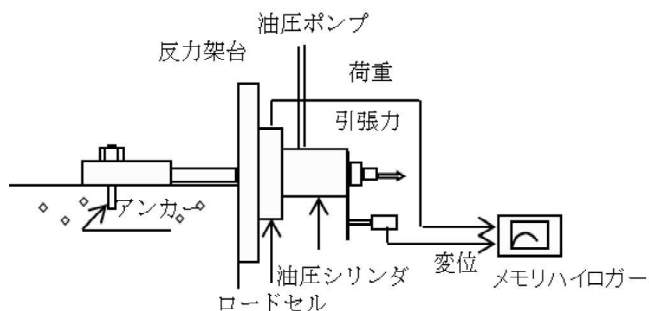 油圧ポンプ
反力架台
荷重
引張力
アンカー
油圧シリンダ
変位
メモリハイロガー
ロードセル